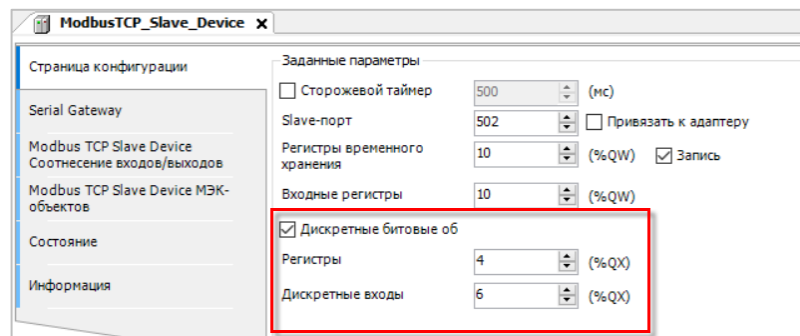 ModbusTCP_Slave_Device
Страница конфигурации
Serial Gateway
Modbus TCP Slave Device
Соотнесение входов/выходов
Modbus TCP Slave Device МЭК-
объектов
Состояние
Информация
Заданные параметры
Сторожевой таймер 500 (мс)
Slave-порт 502 Привязать к адаптеру
Регистры временного
хранения 10 (%QW) Запись
Входные регистры 10 (%QW)
Дискретные битовые об
Регистры 4 (%QX)
Дискретные входы 6 (%QX)